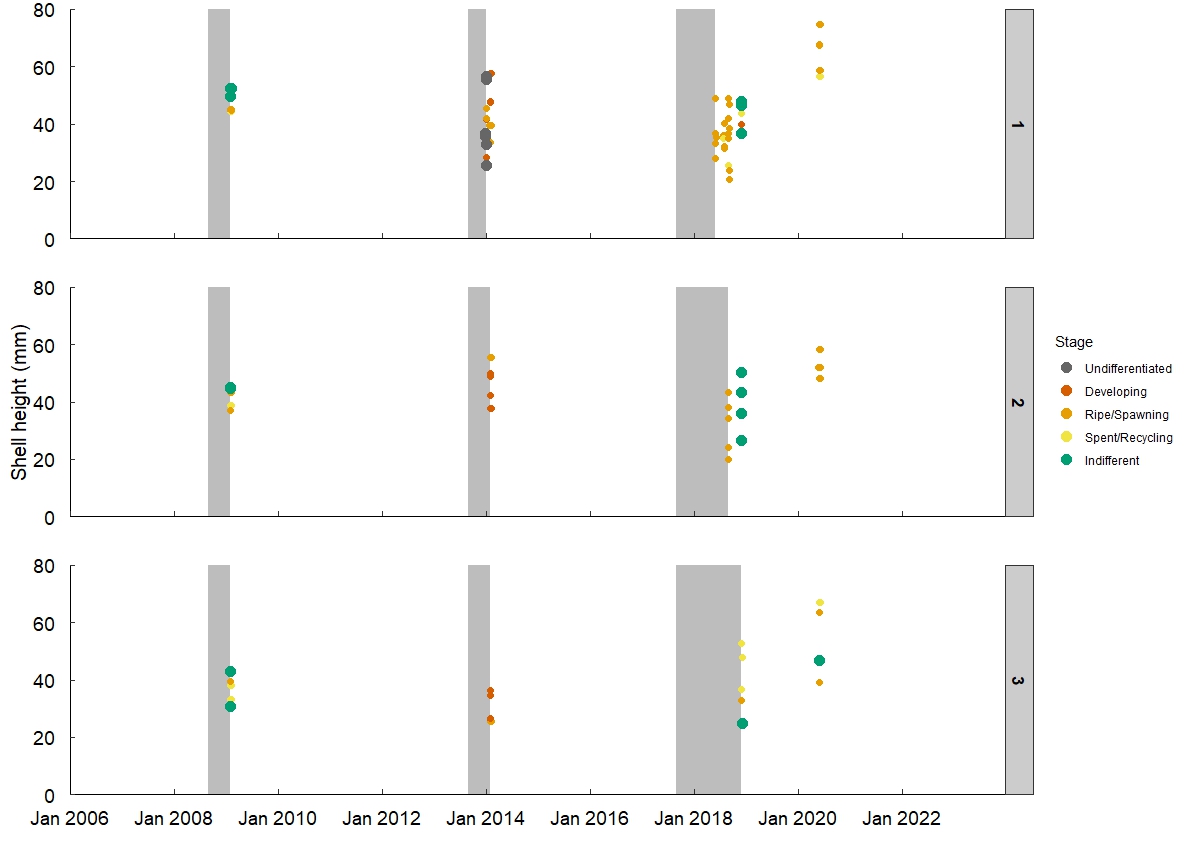 80
60
40
20
0
1
80
60
40
20
0
2
Shell height (mm)
Stage
Undifferentiated
Developing
Ripe/Spawning
Spent/Recycling
Indifferent
80
60
40
20
0
3
Jan 2006 Jan 2008 Jan 2010 Jan 2012 Jan 2014 Jan 2016 Jan 2018 Jan 2020 Jan 2022